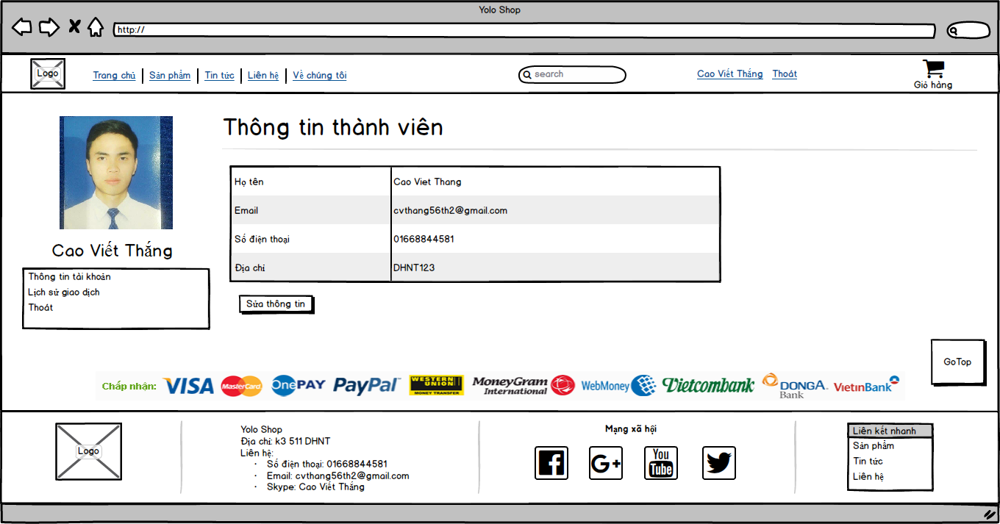 Yolo Shop
http://
Logo
Trang chủ
Sản phẩm
Tin tức
Liên hệ
Về chúng tôi
search
Cao Viết Thắng
Thoát
Giỏ hàng
Thông tin thành viên
Họ tên
Cao Viet Thang
Email
cvthang56th2@gmail.com
Số điện thoại
01668844581
Địa chỉ
DHNT123
Sửa thông tin
Cao Viết Thắng
Thông tin tài khoản
Lịch sử giao dịch
Thoát
GoTop
Chấp nhận:
VISA
MasterCard
OnePAY
PayPal
WESTERN UNION
MONEY TRANSFER
MoneyGram
International
WebMoney
Vietcombank
DONGA
Bank
VietinBank
Logo
Yolo Shop
Địa chỉ: k3 511 DHNT
Liên hệ:
· Số điện thoại: 01668844581
· Email: cvthang56th2@gmail.com
· Skype: Cao Viết Thắng
Mạng xã hội
G+
You
Tube
Liên kết nhanh
Sản phẩm
Tin tức
Liên hệ